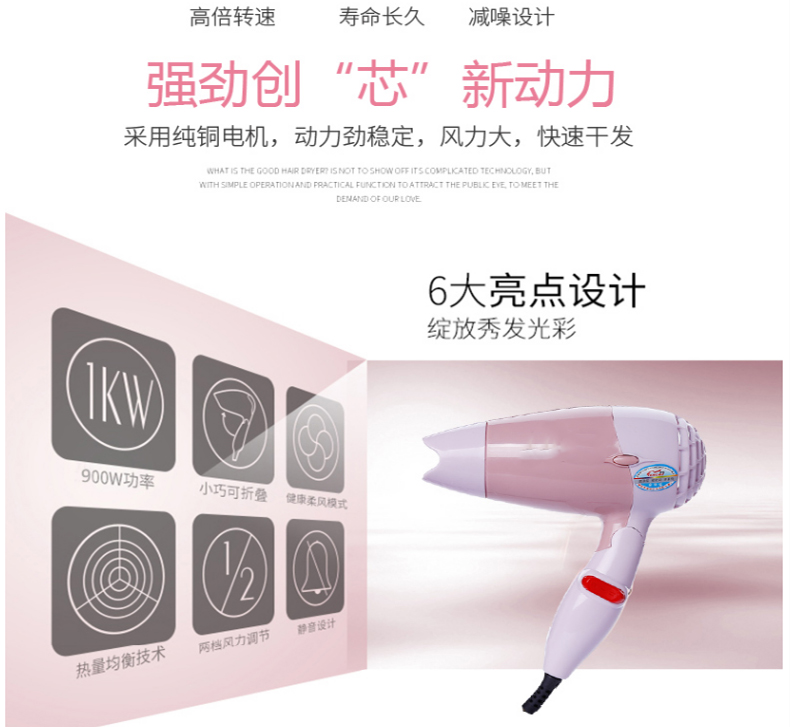 高倍转速 寿命长久 减噪设计
强劲创“芯”新动力
采用纯铜电机，动力劲稳定，风力大，快速干发
WHAT IS THE GOOD HAIR DRYER? IS NOT TO SHOW OFF ITS COMPLICATED TECHNOLOGY, BUT
WITH SIMPLE OPERATION AND PRACTICAL FUNCTION TO ATTRACT THE PUBLIC EYE, TO MEET THE
DEMAND OF OUR LOVE.
6大亮点设计
绽放秀发光彩
1KW
900W功率
小巧可折叠
健康柔风模式
热量均衡技术
1/2
两档风力调节
静音设计